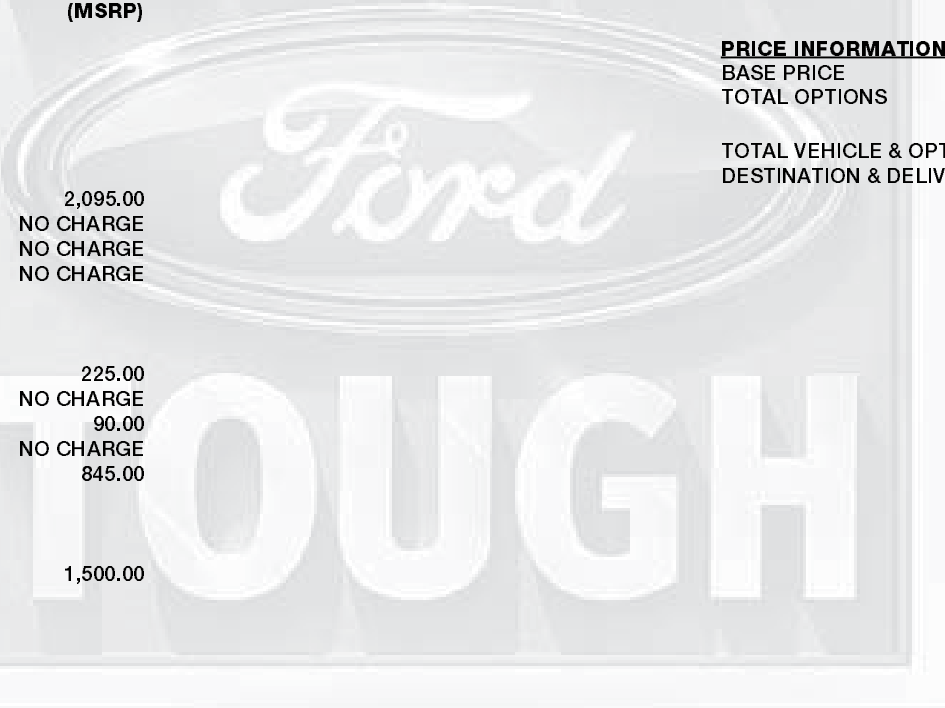 (MSRP)
2,095.00
NO CHARGE
NO CHARGE
NO CHARGE
225.00
NO CHARGE
90.00
NO CHARGE
845.00
1,500.00
PRICE INFORMATION
BASE PRICE
TOTAL OPTIONS
TOTAL VEHICLE & OPT
DESTINATION & DELIV
Ford
TOUGH